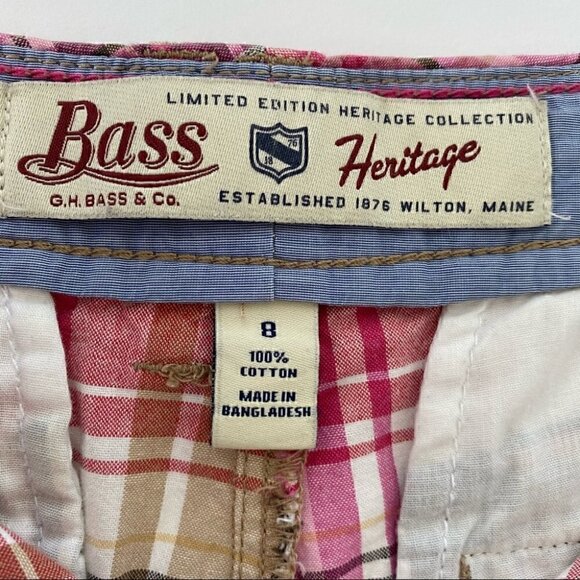 LIMITED EDITION HERITAGE COLLECTION
Bass
18 76
Heritage
G.H. BASS & Co.
ESTABLISHED 1876 WILTON, MAINE
8
100%
COTTON
MADE IN
BANGLADESH